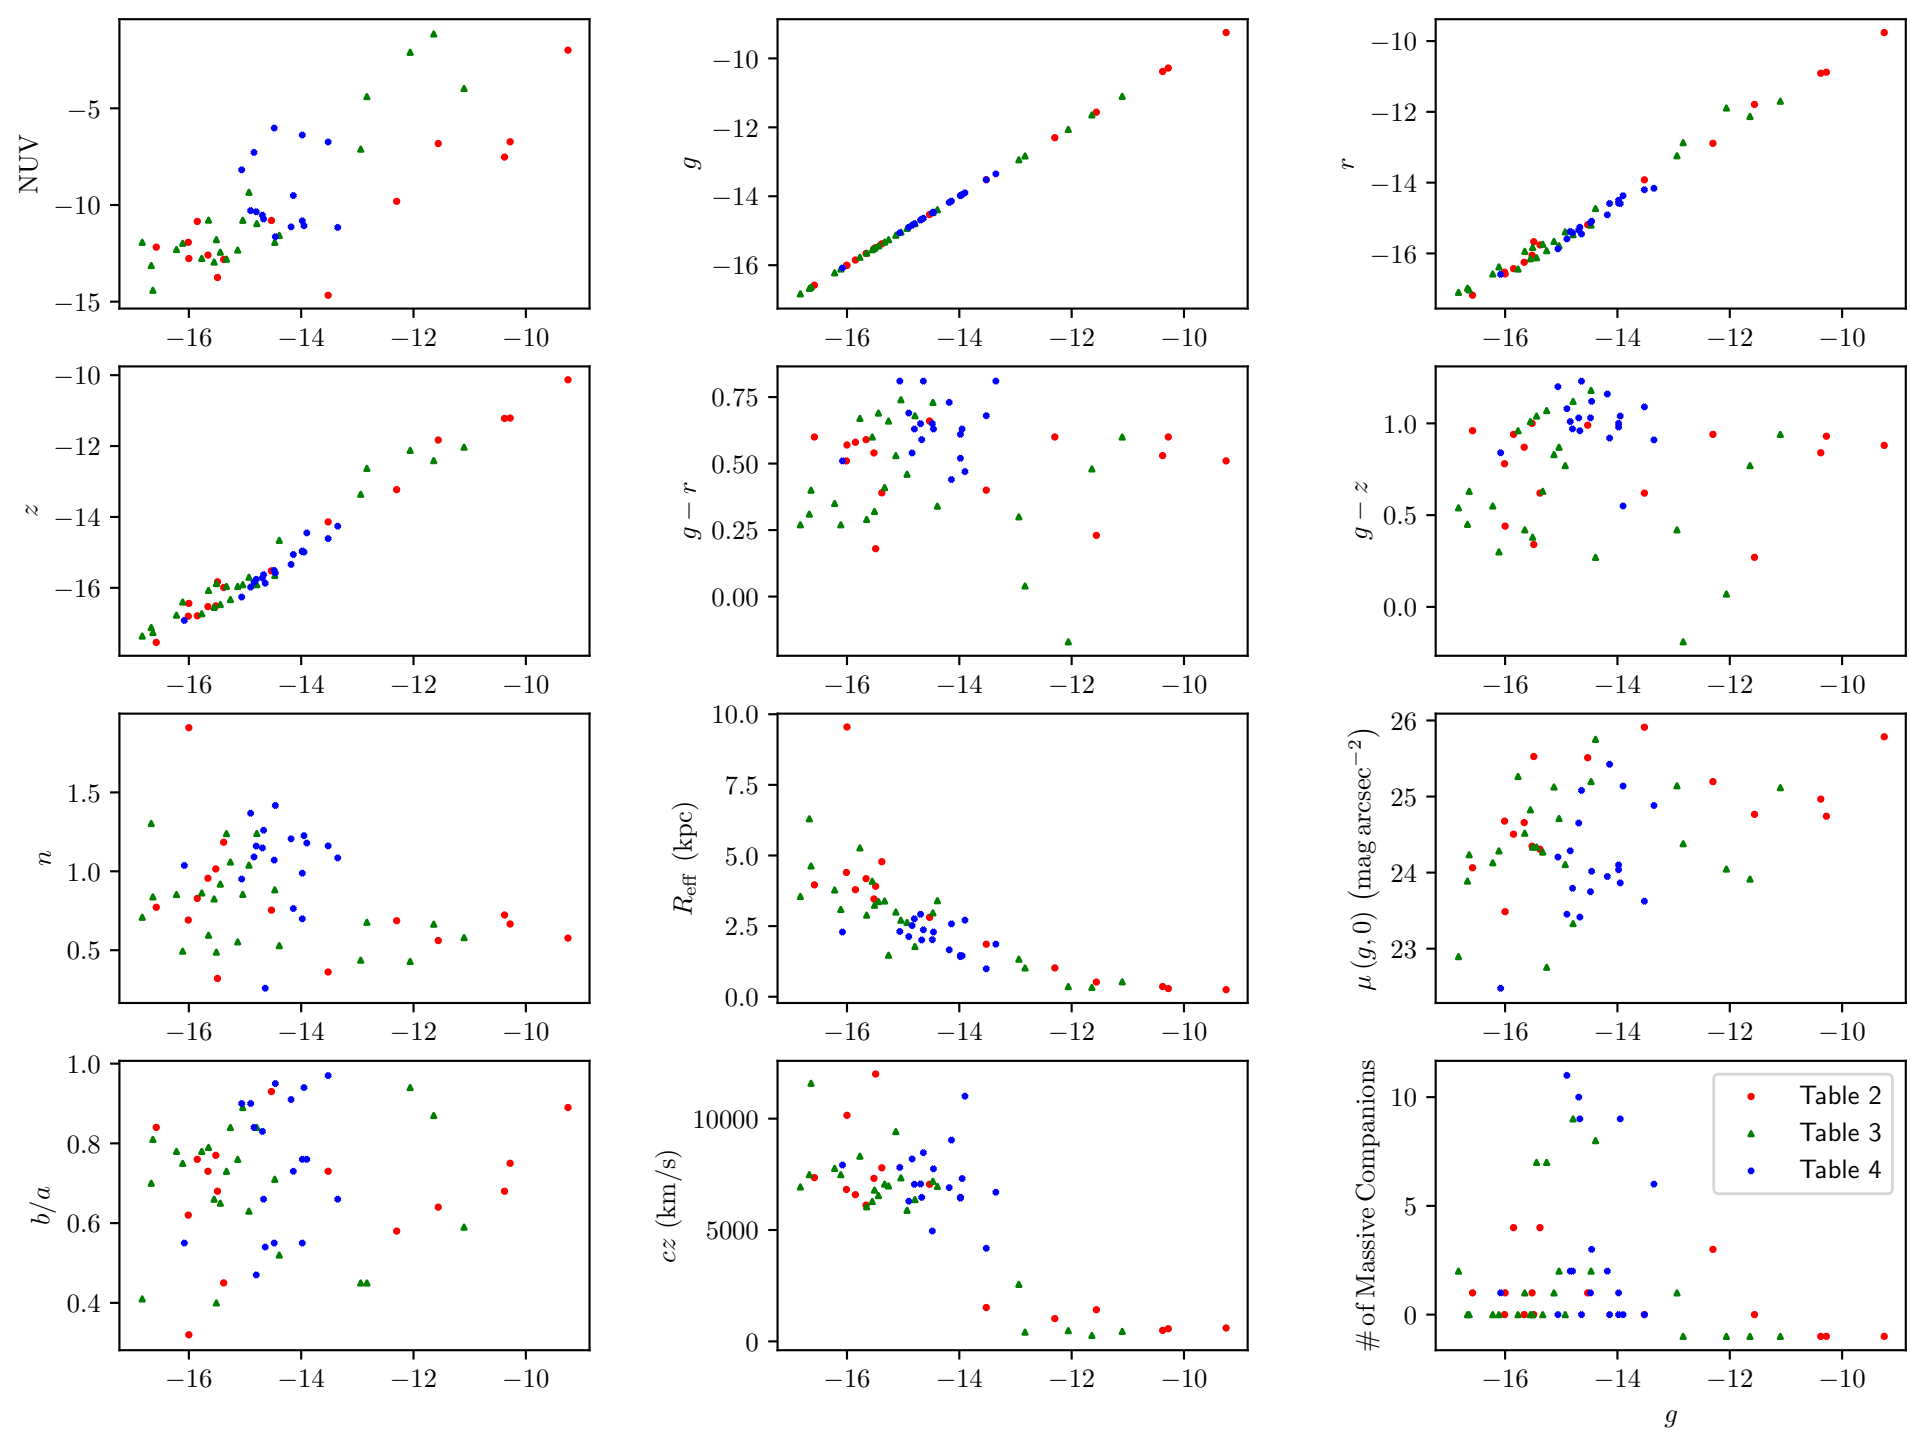 −5
−10
−15
NUV
−16 −14 −12 −10
−10
−12
−14
−16
g
−16 −14 −12 −10
−10
−12
−14
−16
r
−16 −14 −12 −10
−10
−12
−14
−16
z
−16 −14 −12 −10
0.75
0.50
0.25
0.00
g − r
−16 −14 −12 −10
1.0
0.5
0.0
g − z
−16 −14 −12 −10
1.5
1.0
0.5
n
−16 −14 −12 −10
10.0
7.5
5.0
2.5
0.0
R_eff (kpc)
−16 −14 −12 −10
26
25
24
23
μ (g, 0) (mag arcsec⁻²)
−16 −14 −12 −10
1.0
0.8
0.6
0.4
b/a
−16 −14 −12 −10
10000
5000
0
cz (km/s)
−16 −14 −12 −10
10
5
0
# of Massive Companions
Table 2
Table 3
Table 4
−16 −14 −12 −10
g